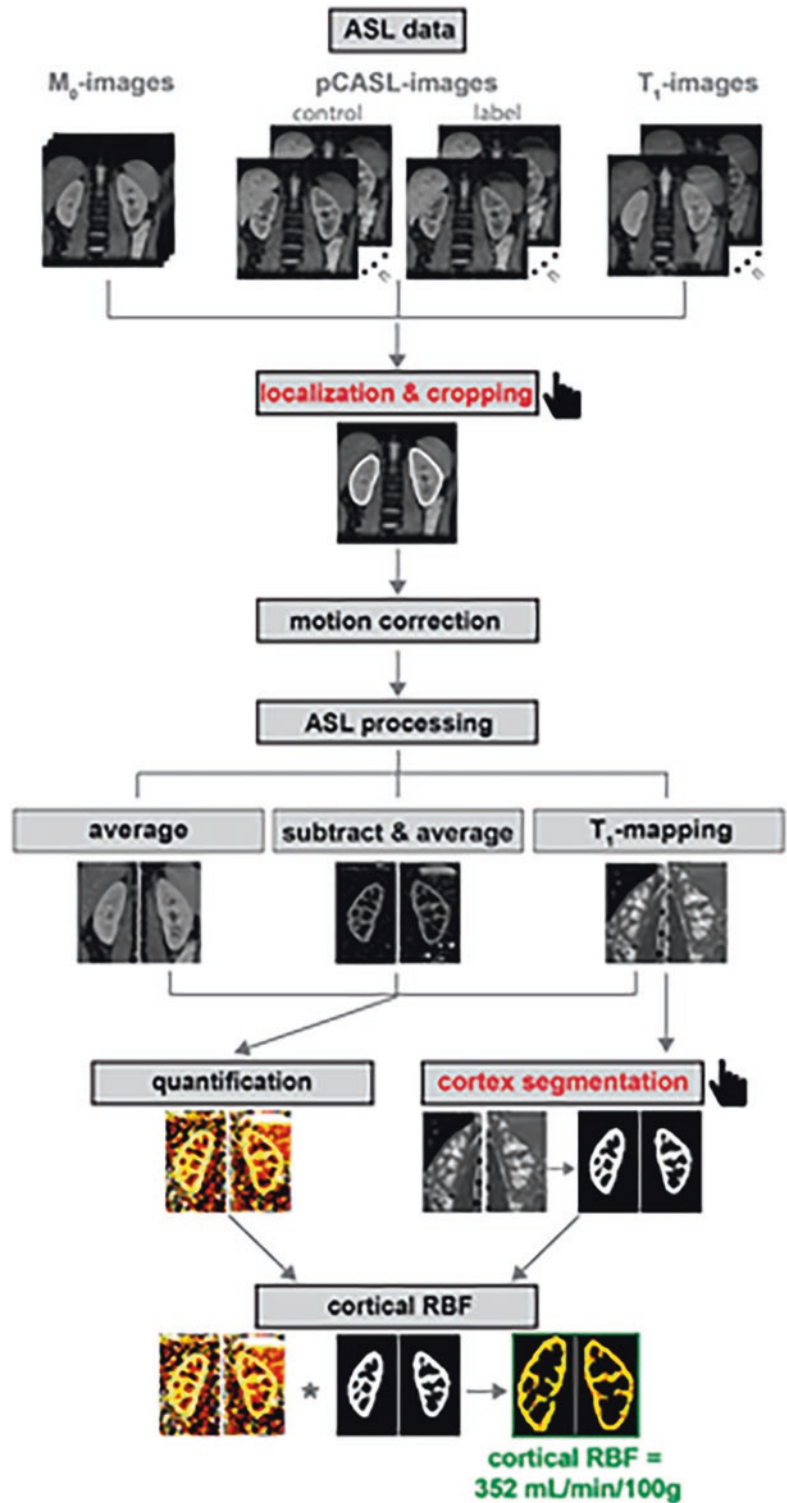 ASL data
M₀-images
pCASL-images
T₁-images
control
label
n
n
n
localization & cropping
motion correction
ASL processing
average
subtract & average
T₁-mapping
quantification
cortex segmentation
cortical RBF
*
cortical RBF =
352 mL/min/100g